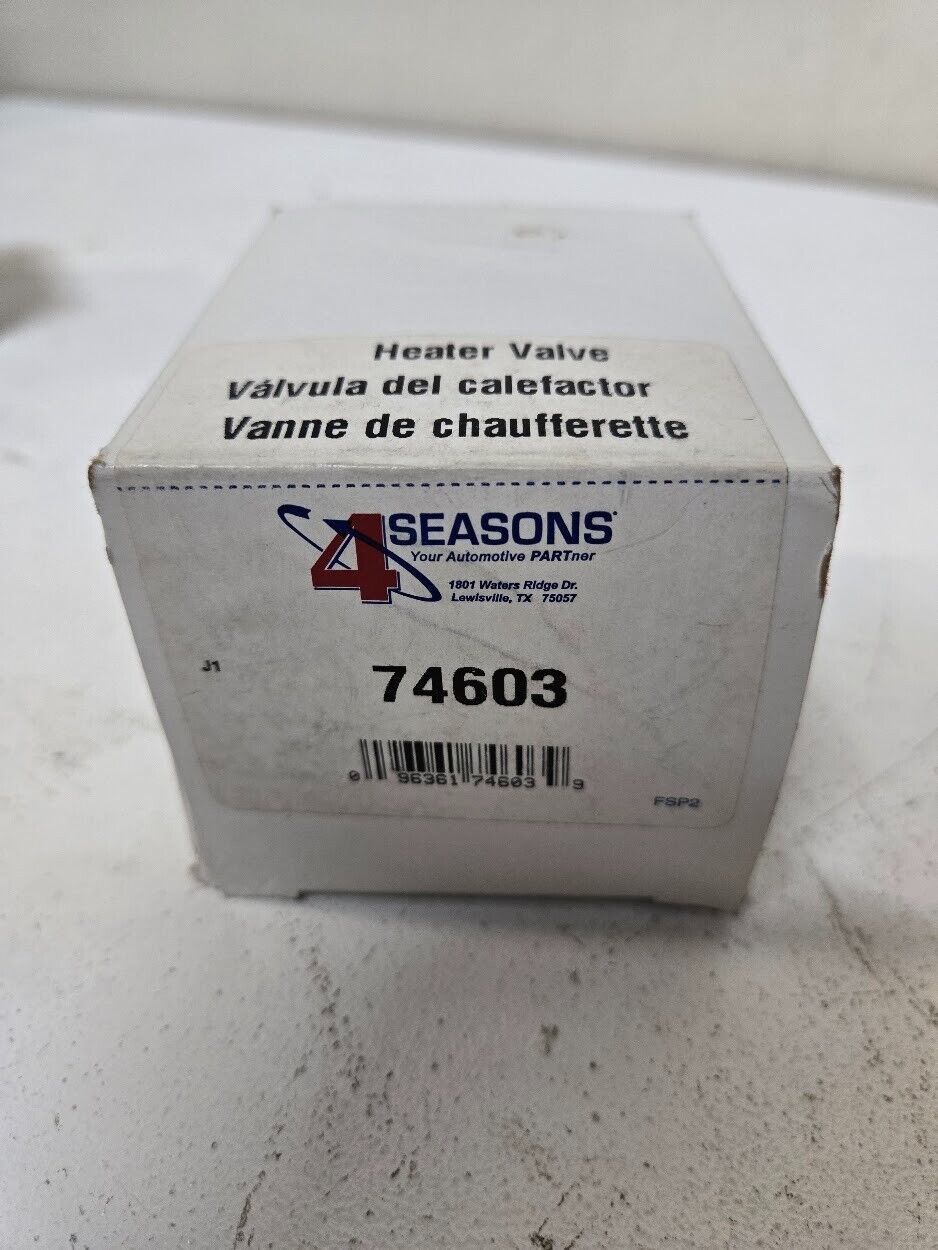 Heater Valve
Válvula del calefactor
Vanne de chaufferette
4 SEASONS
Your Automotive PARTner
1801 Waters Ridge Dr.
Lewisville, TX 75057
J1
74603
0 96361 74603 9
FSP2